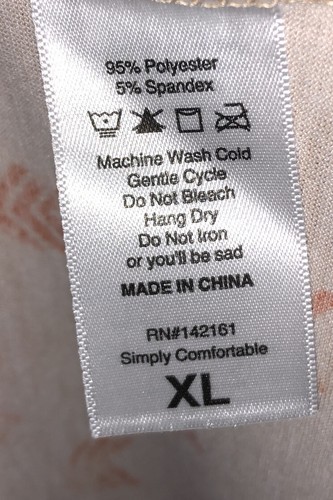 95% Polyester
5% Spandex
Machine Wash Cold
Gentle Cycle
Do Not Bleach
Hang Dry
Do Not Iron
or you'll be sad
MADE IN CHINA
RN#142161
Simply Comfortable
XL